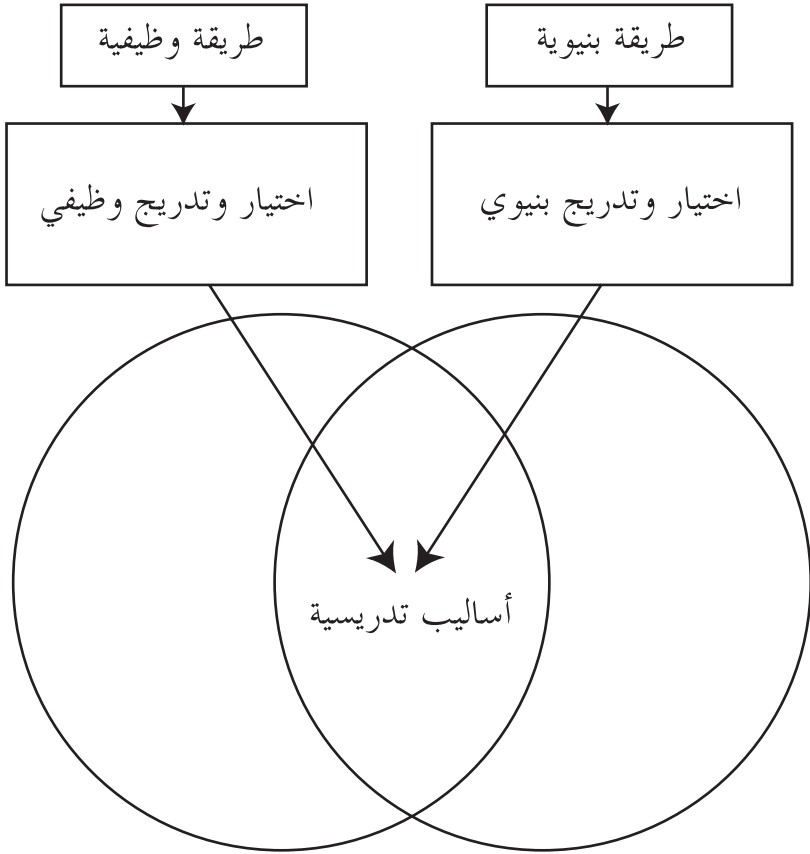 طريقة بنيوية
طريقة وظيفية
اختيار وتدريج بنيوي
اختيار وتدريج وظيفي
أساليب تدريسية